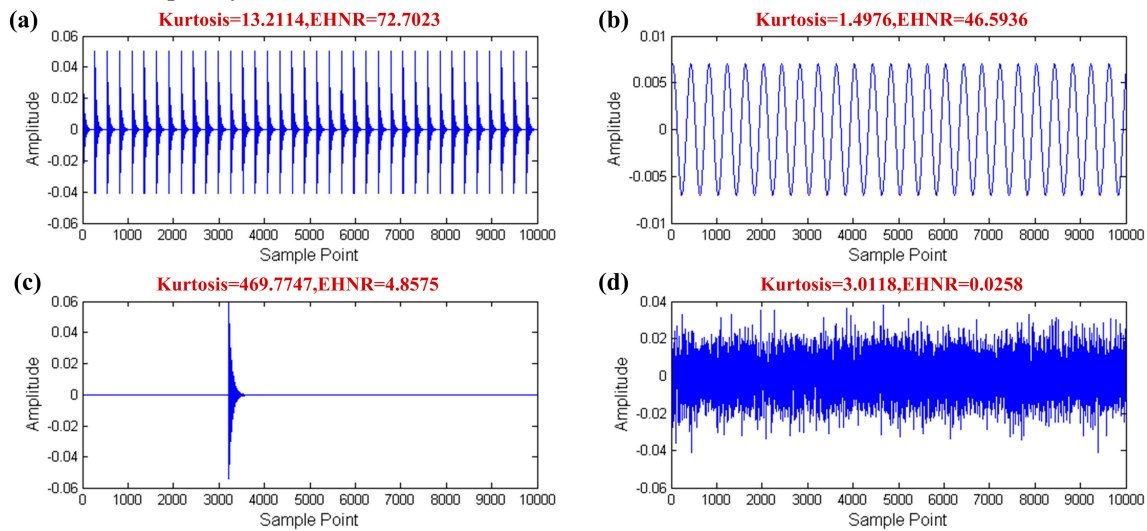 (a)
Kurtosis=13.2114,EHNR=72.7023
0.06
0.04
0.02
0
-0.02
-0.04
-0.06
Amplitude
0 1000 2000 3000 4000 5000 6000 7000 8000 9000 10000
Sample Point
(b)
Kurtosis=1.4976,EHNR=46.5936
0.01
0.005
0
-0.005
-0.01
Amplitude
0 1000 2000 3000 4000 5000 6000 7000 8000 9000 10000
Sample Point
(c)
Kurtosis=469.7747,EHNR=4.8575
0.06
0.04
0.02
0
-0.02
-0.04
-0.06
Amplitude
0 1000 2000 3000 4000 5000 6000 7000 8000 9000 10000
Sample Point
(d)
Kurtosis=3.0118,EHNR=0.0258
0.04
0.02
0
-0.02
-0.04
-0.06
Amplitude
0 1000 2000 3000 4000 5000 6000 7000 8000 9000 10000
Sample Point